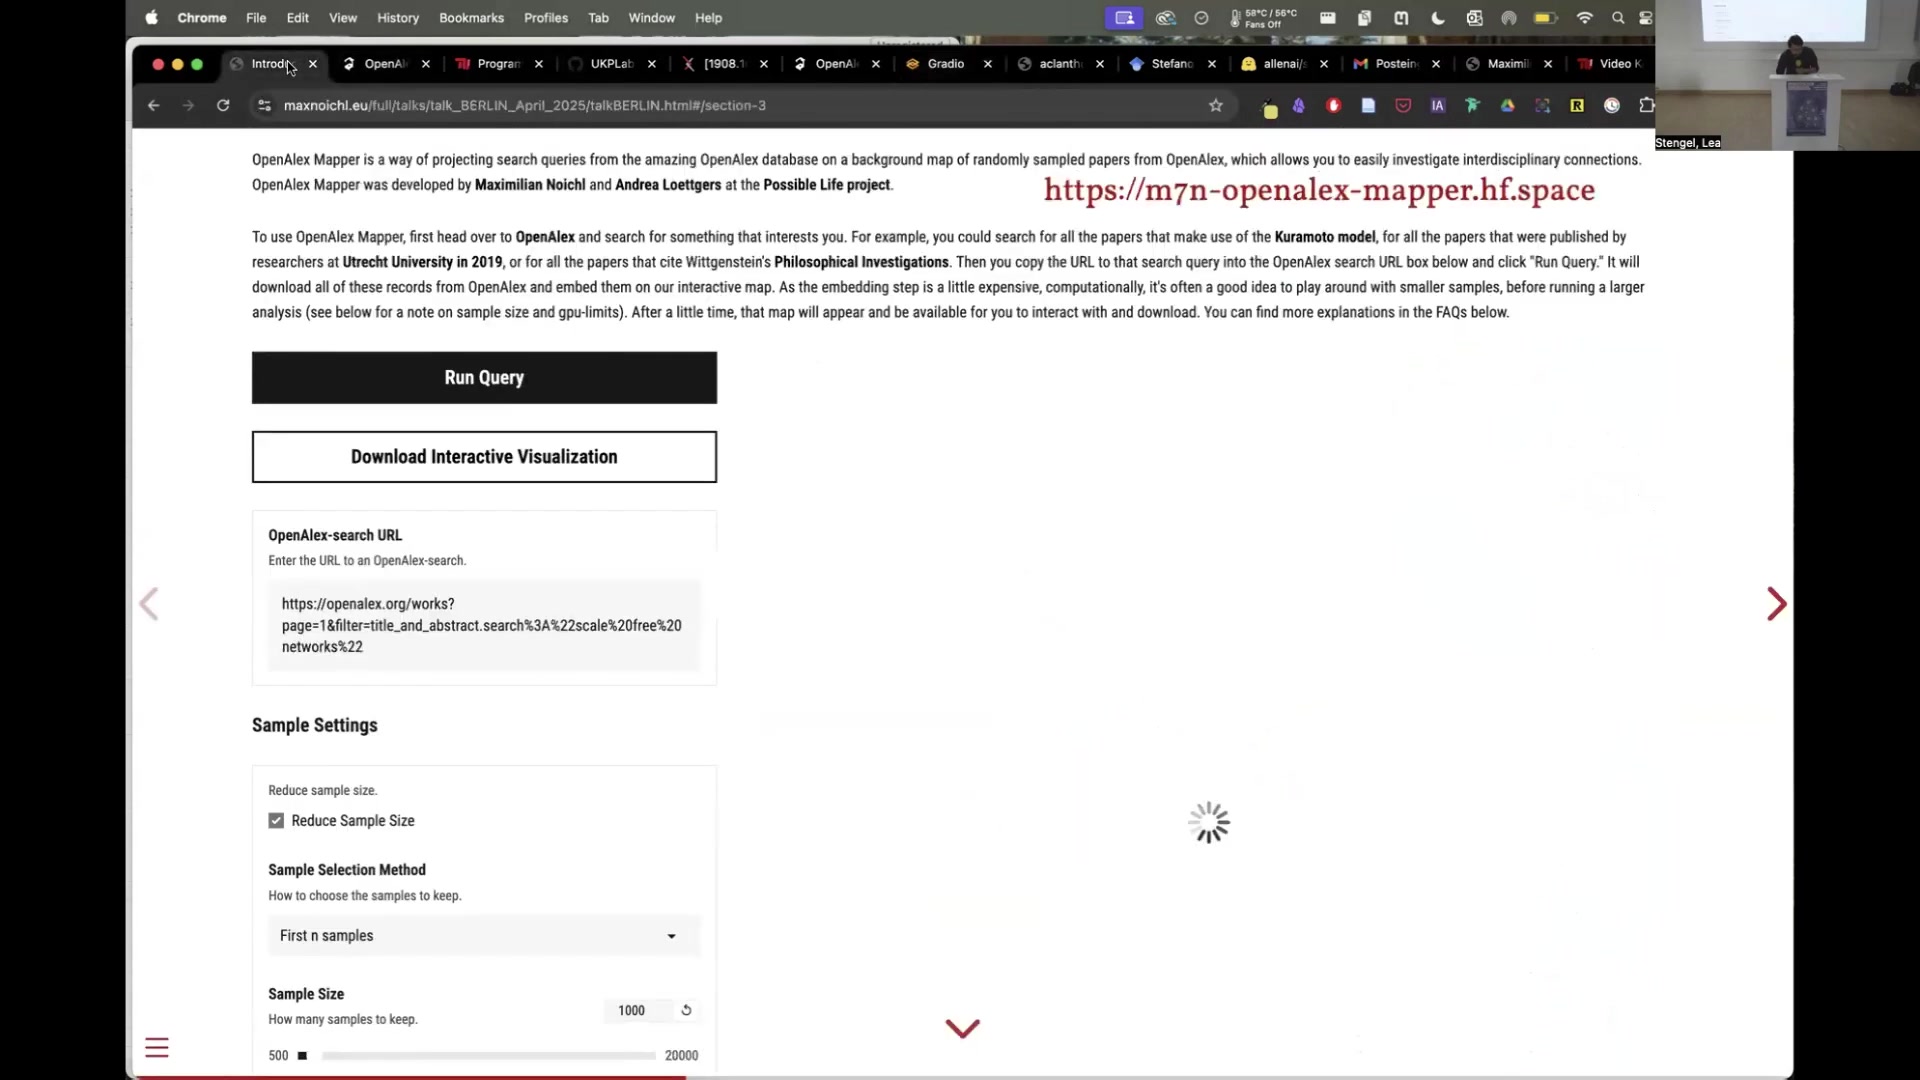 Chrome File Edit View History Bookmarks Profiles Tab Window Help
58°C / 56°C
Fans Off
Introdu OpenAl Program UKPLab [1908.1 OpenAl Gradio aclanth Stefano allenai/s Postein Maximil Video K
maxnoichl.eu/full/talks/talk_BERLIN_April_2025/talkBERLIN.html#/section-3
Stengel, Lea
OpenAlex Mapper is a way of projecting search queries from the amazing OpenAlex database on a background map of randomly sampled papers from OpenAlex, which allows you to easily investigate interdisciplinary connections.
OpenAlex Mapper was developed by Maximilian Noichl and Andrea Loettgers at the Possible Life project.
https://m7n-openalex-mapper.hf.space
To use OpenAlex Mapper, first head over to OpenAlex and search for something that interests you. For example, you could search for all the papers that make use of the Kuramoto model, for all the papers that were published by
researchers at Utrecht University in 2019, or for all the papers that cite Wittgenstein's Philosophical Investigations. Then you copy the URL to that search query into the OpenAlex search URL box below and click "Run Query." It will
download all of these records from OpenAlex and embed them on our interactive map. As the embedding step is a little expensive, computationally, it's often a good idea to play around with smaller samples, before running a larger
analysis (see below for a note on sample size and gpu-limits). After a little time, that map will appear and be available for you to interact with and download. You can find more explanations in the FAQs below.
Run Query
Download Interactive Visualization
OpenAlex-search URL
Enter the URL to an OpenAlex-search.
https://openalex.org/works?
page=1&filter=title_and_abstract.search%3A%22scale%20free%20
networks%22
Sample Settings
Reduce sample size.
Reduce Sample Size
Sample Selection Method
How to choose the samples to keep.
First n samples
Sample Size
1000
How many samples to keep.
500 20000